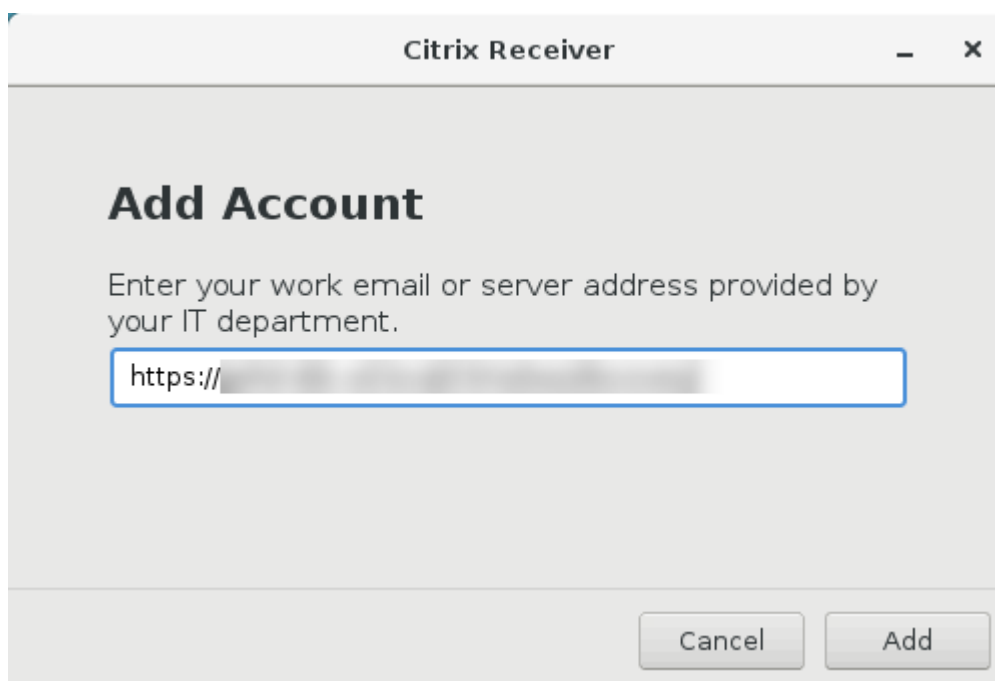 Citrix Receiver
Add Account
Enter your work email or server address provided by
your IT department.
https://
Cancel Add